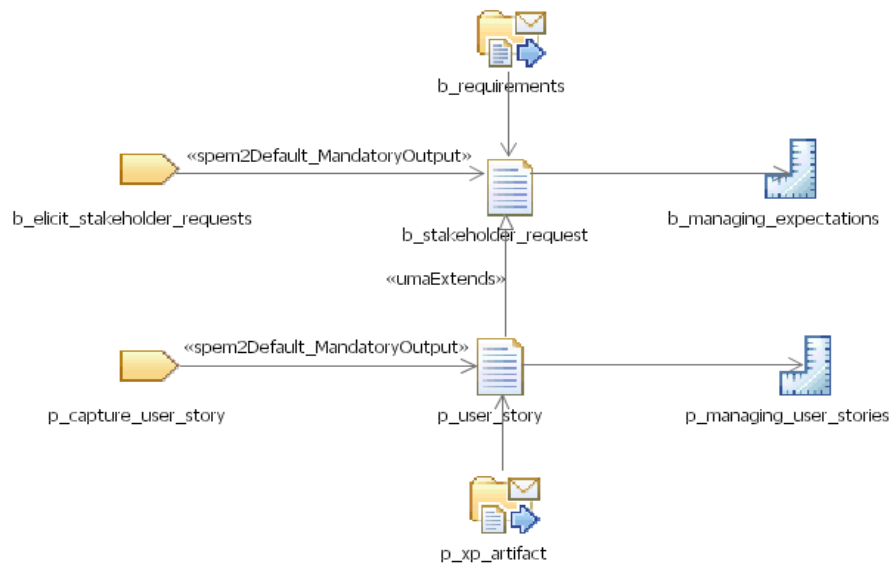 b_requirements
«spem2Default_MandatoryOutput»
b_elicit_stakeholder_requests
b_stakeholder_request
b_managing_expectations
«umaExtends»
«spem2Default_MandatoryOutput»
p_capture_user_story
p_user_story
p_managing_user_stories
p_xp_artifact